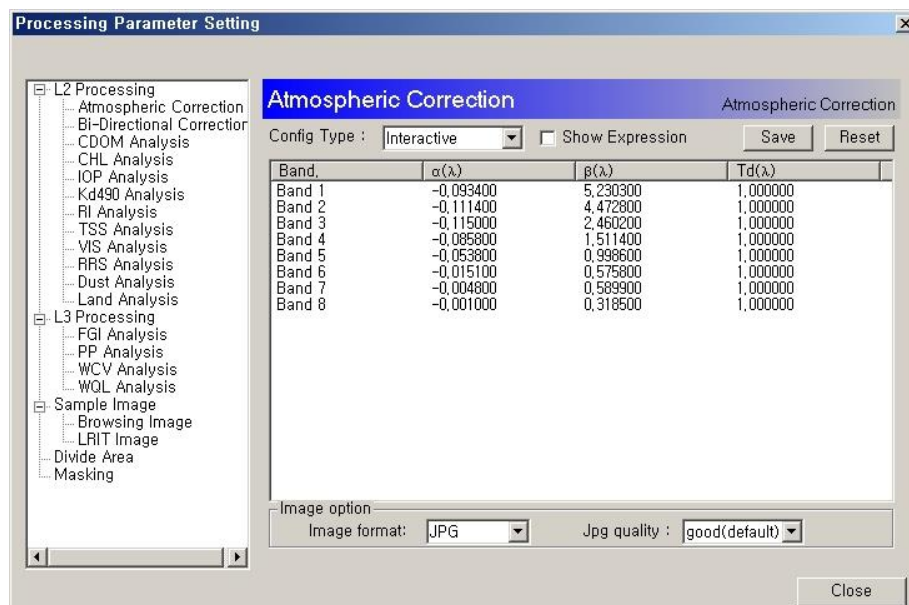 Processing Parameter Setting
L2 Processing
Atmospheric Correction
Bi-Directional Correction
CDOM Analysis
CHL Analysis
IOP Analysis
Kd490 Analysis
RI Analysis
TSS Analysis
VIS Analysis
RRS Analysis
Dust Analysis
Land Analysis
L3 Processing
FGI Analysis
PP Analysis
WCV Analysis
WQL Analysis
Sample Image
Browsing Image
LRIT Image
Divide Area
Masking
Atmospheric Correction Atmospheric Correction
Config Type : Interactive Show Expression Save Reset
Band, α(λ) β(λ) Td(λ)
Band 1 -0,093400 5,230300 1,000000
Band 2 -0,111400 4,472800 1,000000
Band 3 -0,115000 2,460200 1,000000
Band 4 -0,085800 1,511400 1,000000
Band 5 -0,053800 0,998600 1,000000
Band 6 -0,015100 0,575800 1,000000
Band 7 -0,004800 0,589900 1,000000
Band 8 -0,001000 0,318500 1,000000
Image option
Image format: JPG Jpg quality : good(default)
Close